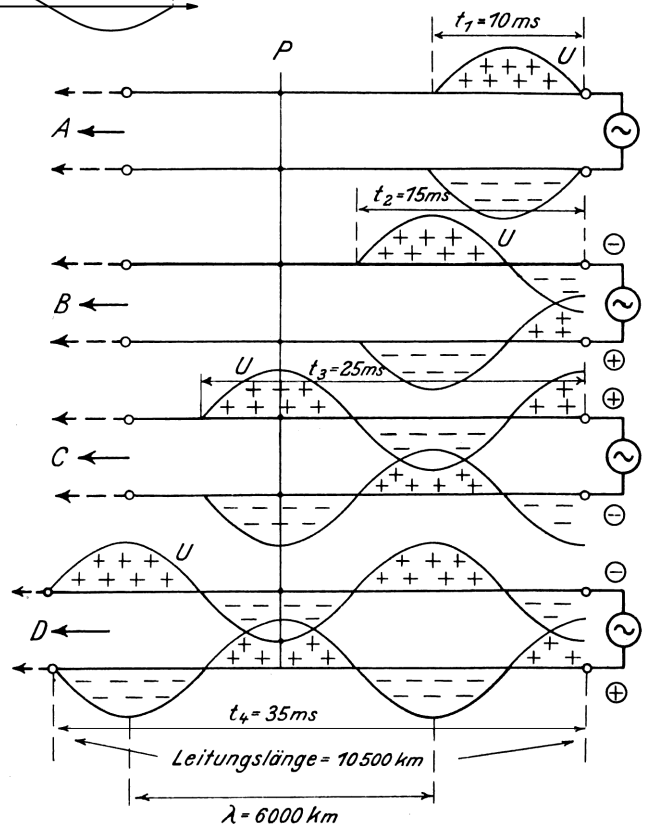 t₁ = 10 ms
P
U
+ + +
+ + + +
A
~
− − − −
− −
t₂ = 15 ms
U
⊖
+ + + +
+ + + +
− −
−
B
~
+
+ +
− − − −
− − −
⊕
U
t₃ = 25 ms
⊕
+ +
+ + + +
+
+ +
C
− − − −
− −
~
+ +
+ + + +
− − − −
− − −
− −
−
⊖
U
⊖
+ + +
+ + + +
+ + +
+ + + +
D
− − − −
− −
− −
−
~
+ +
+ + + +
+
+ +
− − − −
− − −
− − − −
− − −
⊕
t₄ = 35 ms
Leitungslänge = 10500 km
λ = 6000 km